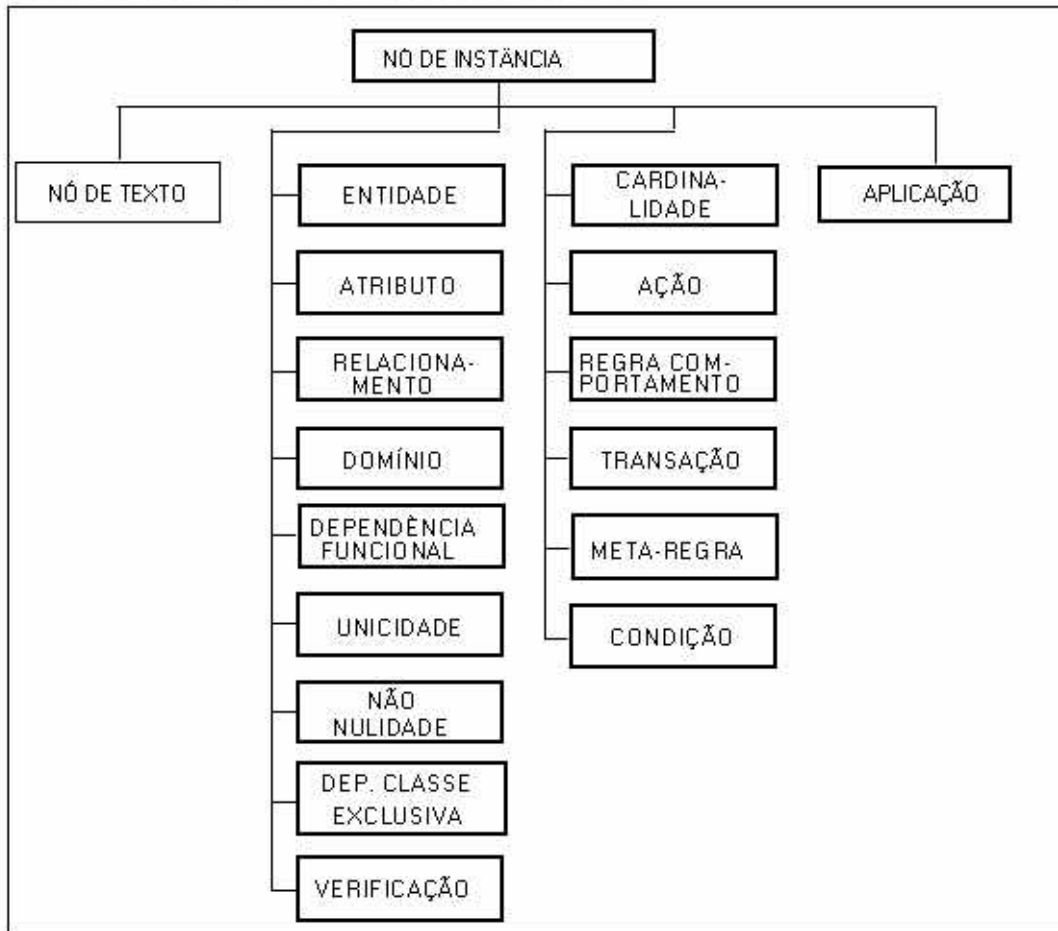 NÓ DE INSTÂNCIA
NÓ DE TEXTO
ENTIDADE
ATRIBUTO
RELACIONA-
MENTO
DOMÍNIO
DEPENDÊNCIA
FUNCIONAL
UNICIDADE
NÃO
NULIDADE
DEP. CLASSE
EXCLUSIVA
VERIFICAÇÃO
CARDINA-
LIDADE
AÇÃO
REGRA COM-
PORTAMENTO
TRANSAÇÃO
META-REGRA
CONDIÇÃO
APLICAÇÃO